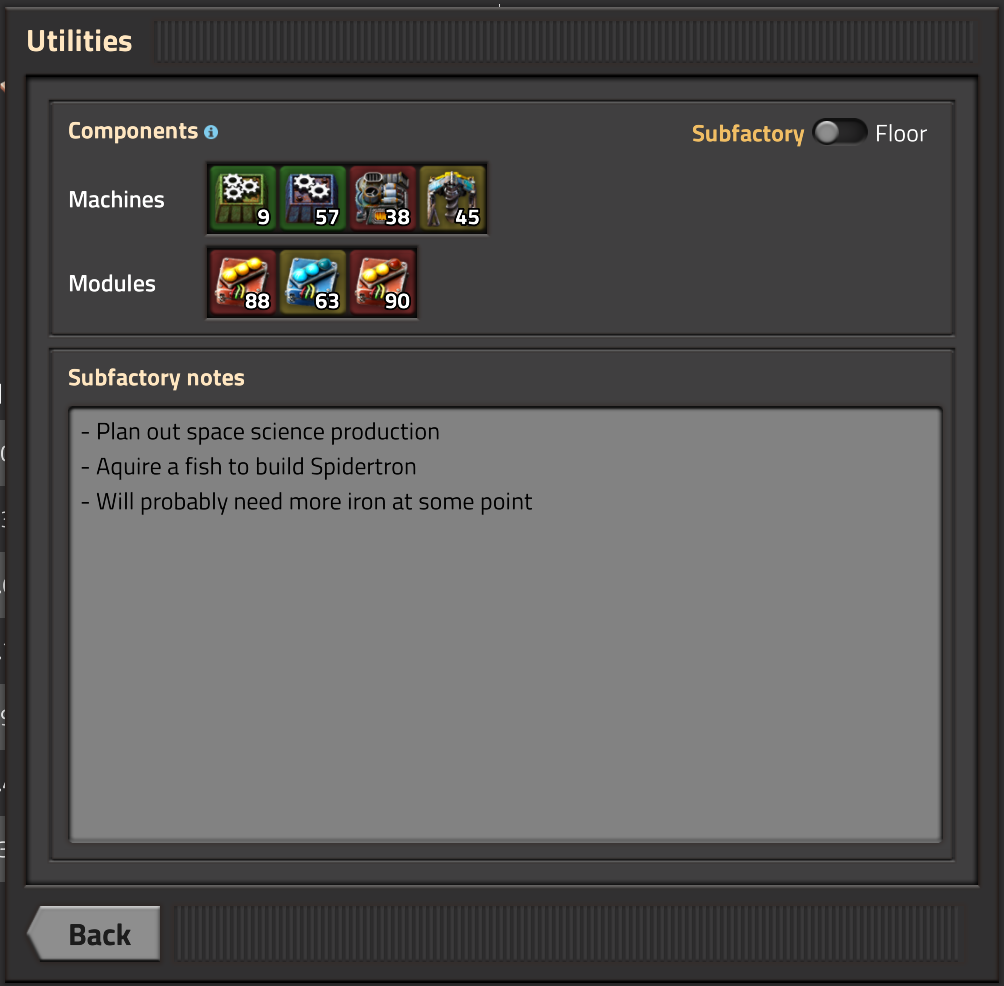 Utilities
Components
Subfactory Floor
Machines 9 57 38 45
Modules 88 63 90
Subfactory notes
- Plan out space science production
- Aquire a fish to build Spidertron
- Will probably need more iron at some point
Back